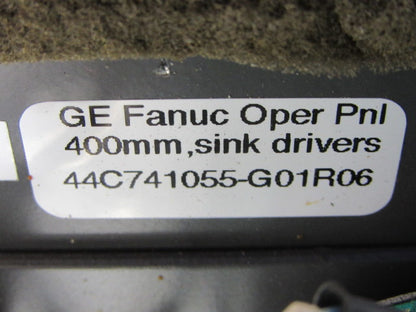 GE Fanuc Oper Pnl
400mm,sink drivers
44C741055-G01R06